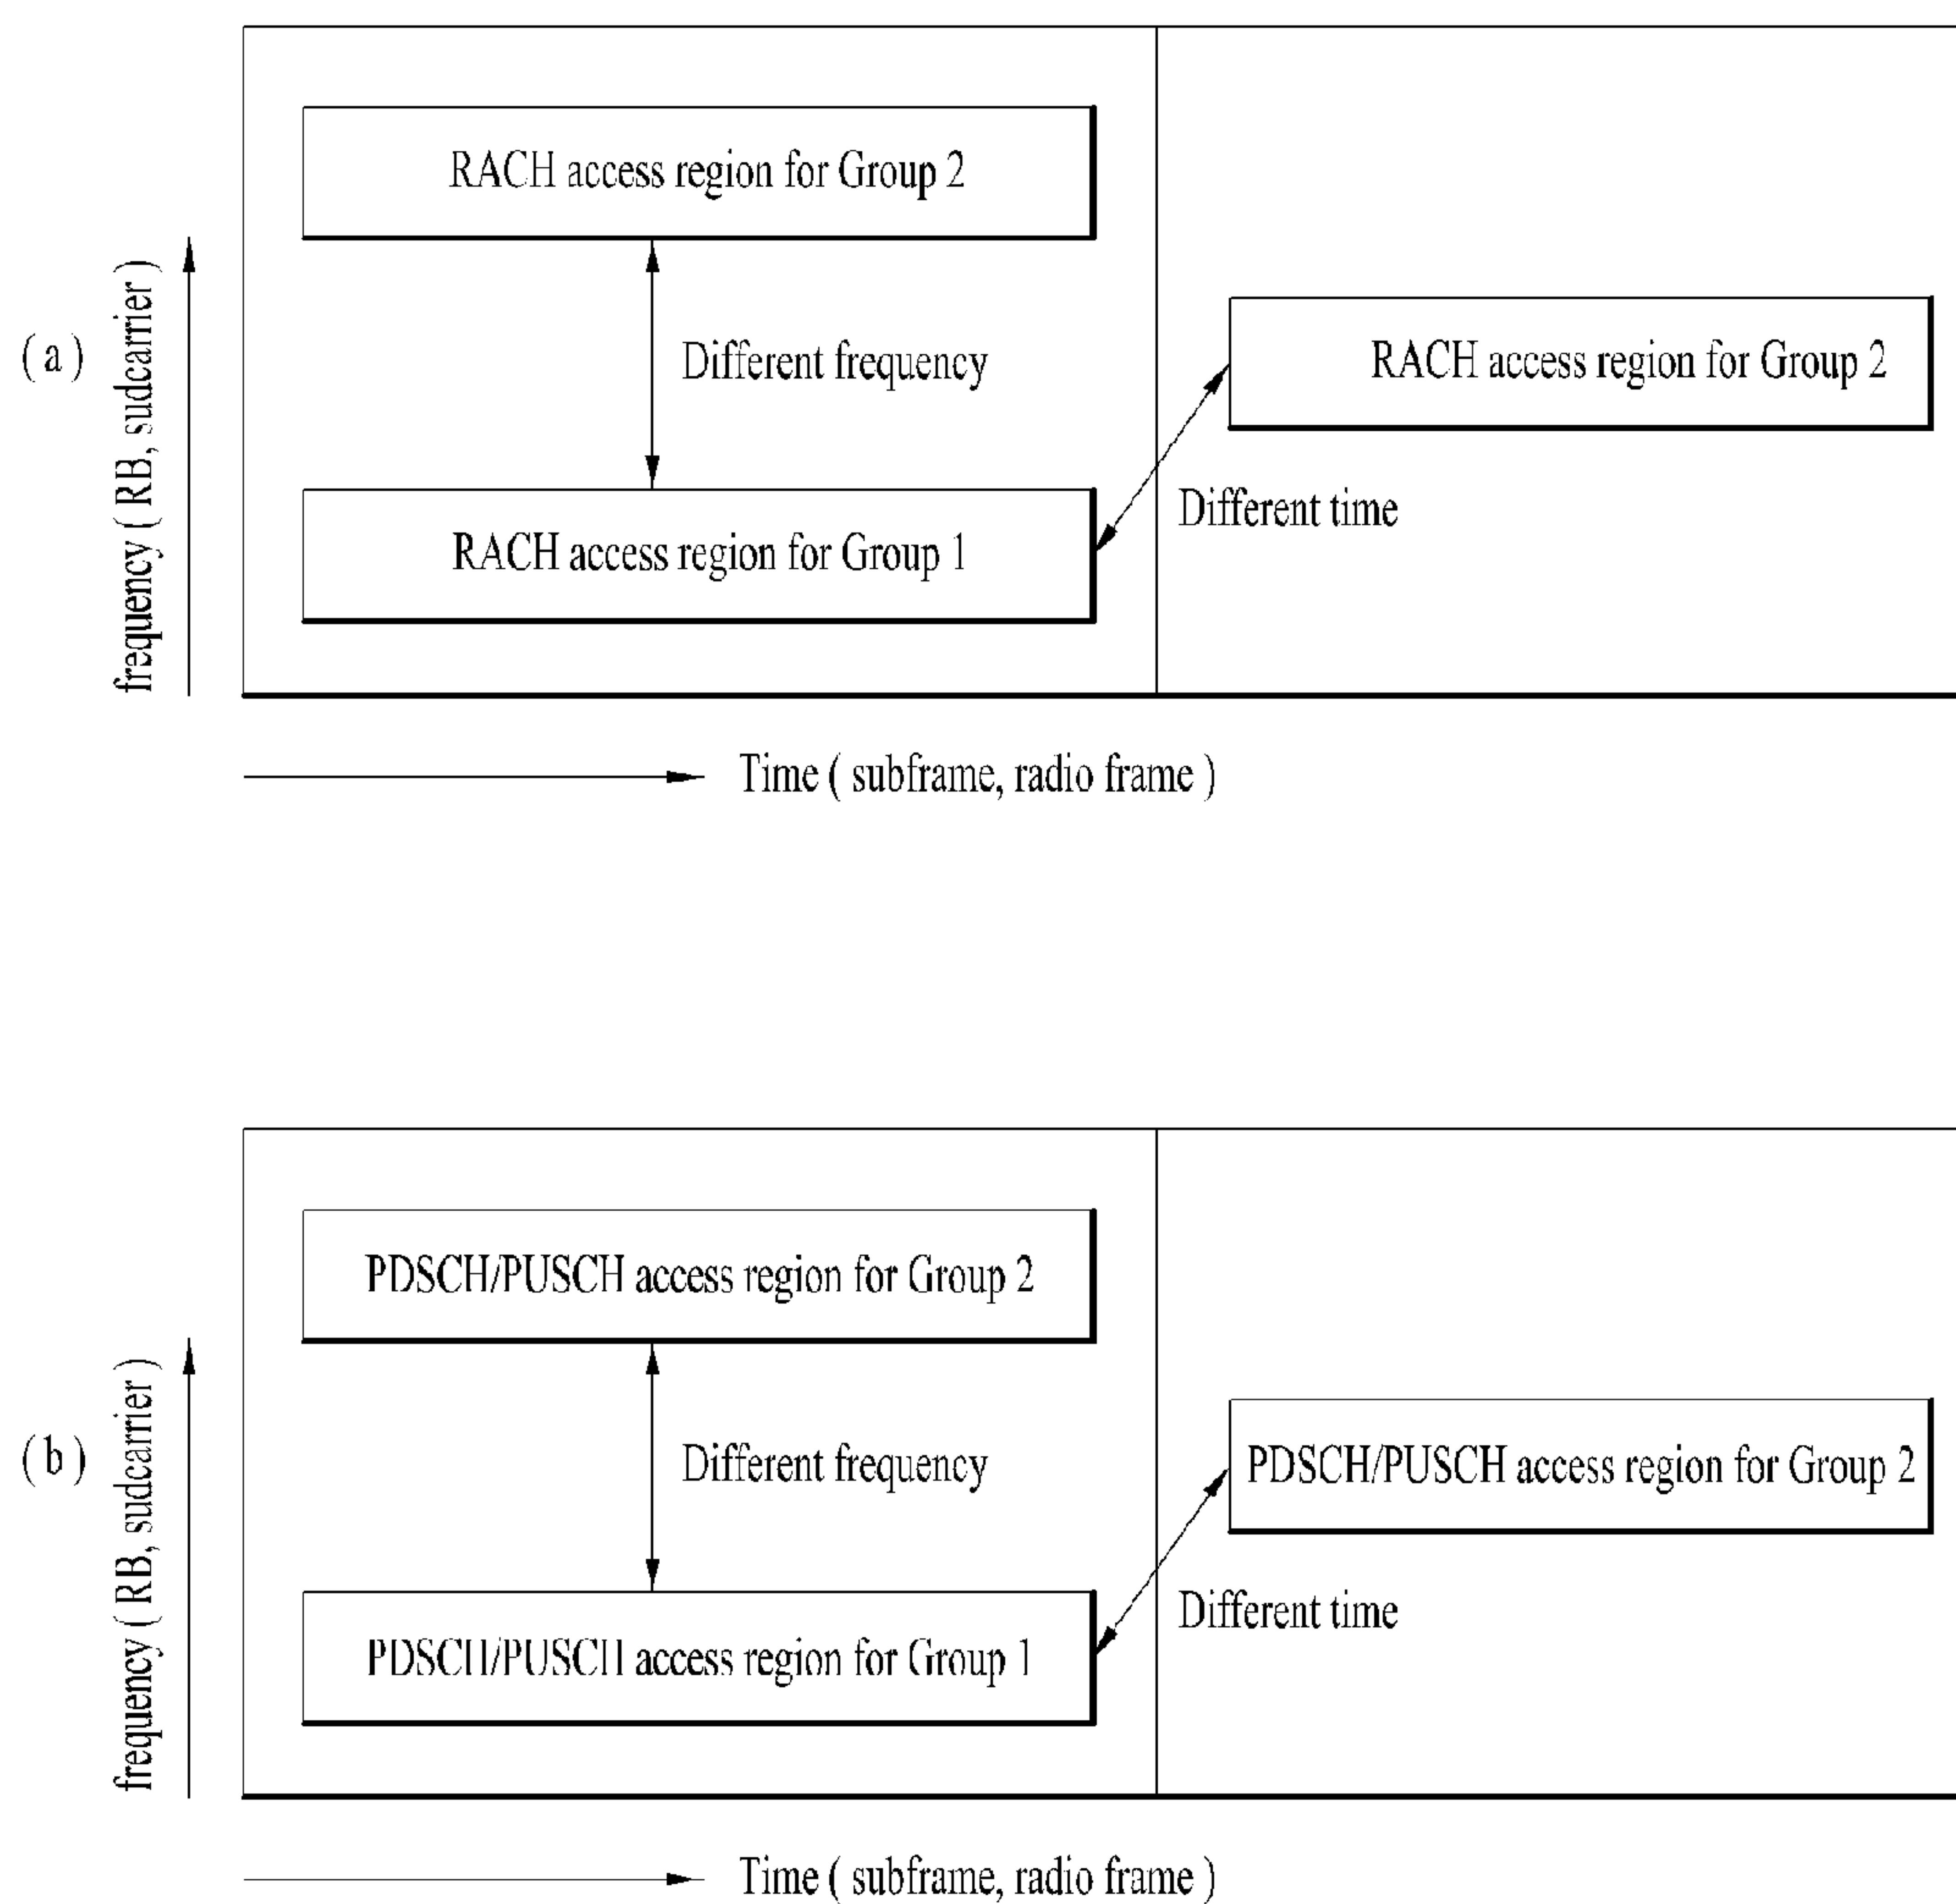 (a)
frequency ( RB, sudcarrier )
RACH access region for Group 2
Different frequency
RACH access region for Group 2
RACH access region for Group 1
Different time
Time ( subframe, radio frame )
(b)
frequency ( RB, sudcarrier )
PDSCH/PUSCH access region for Group 2
Different frequency
PDSCH/PUSCH access region for Group 2
PDSCH/PUSCH access region for Group 1
Different time
Time ( subframe, radio frame )